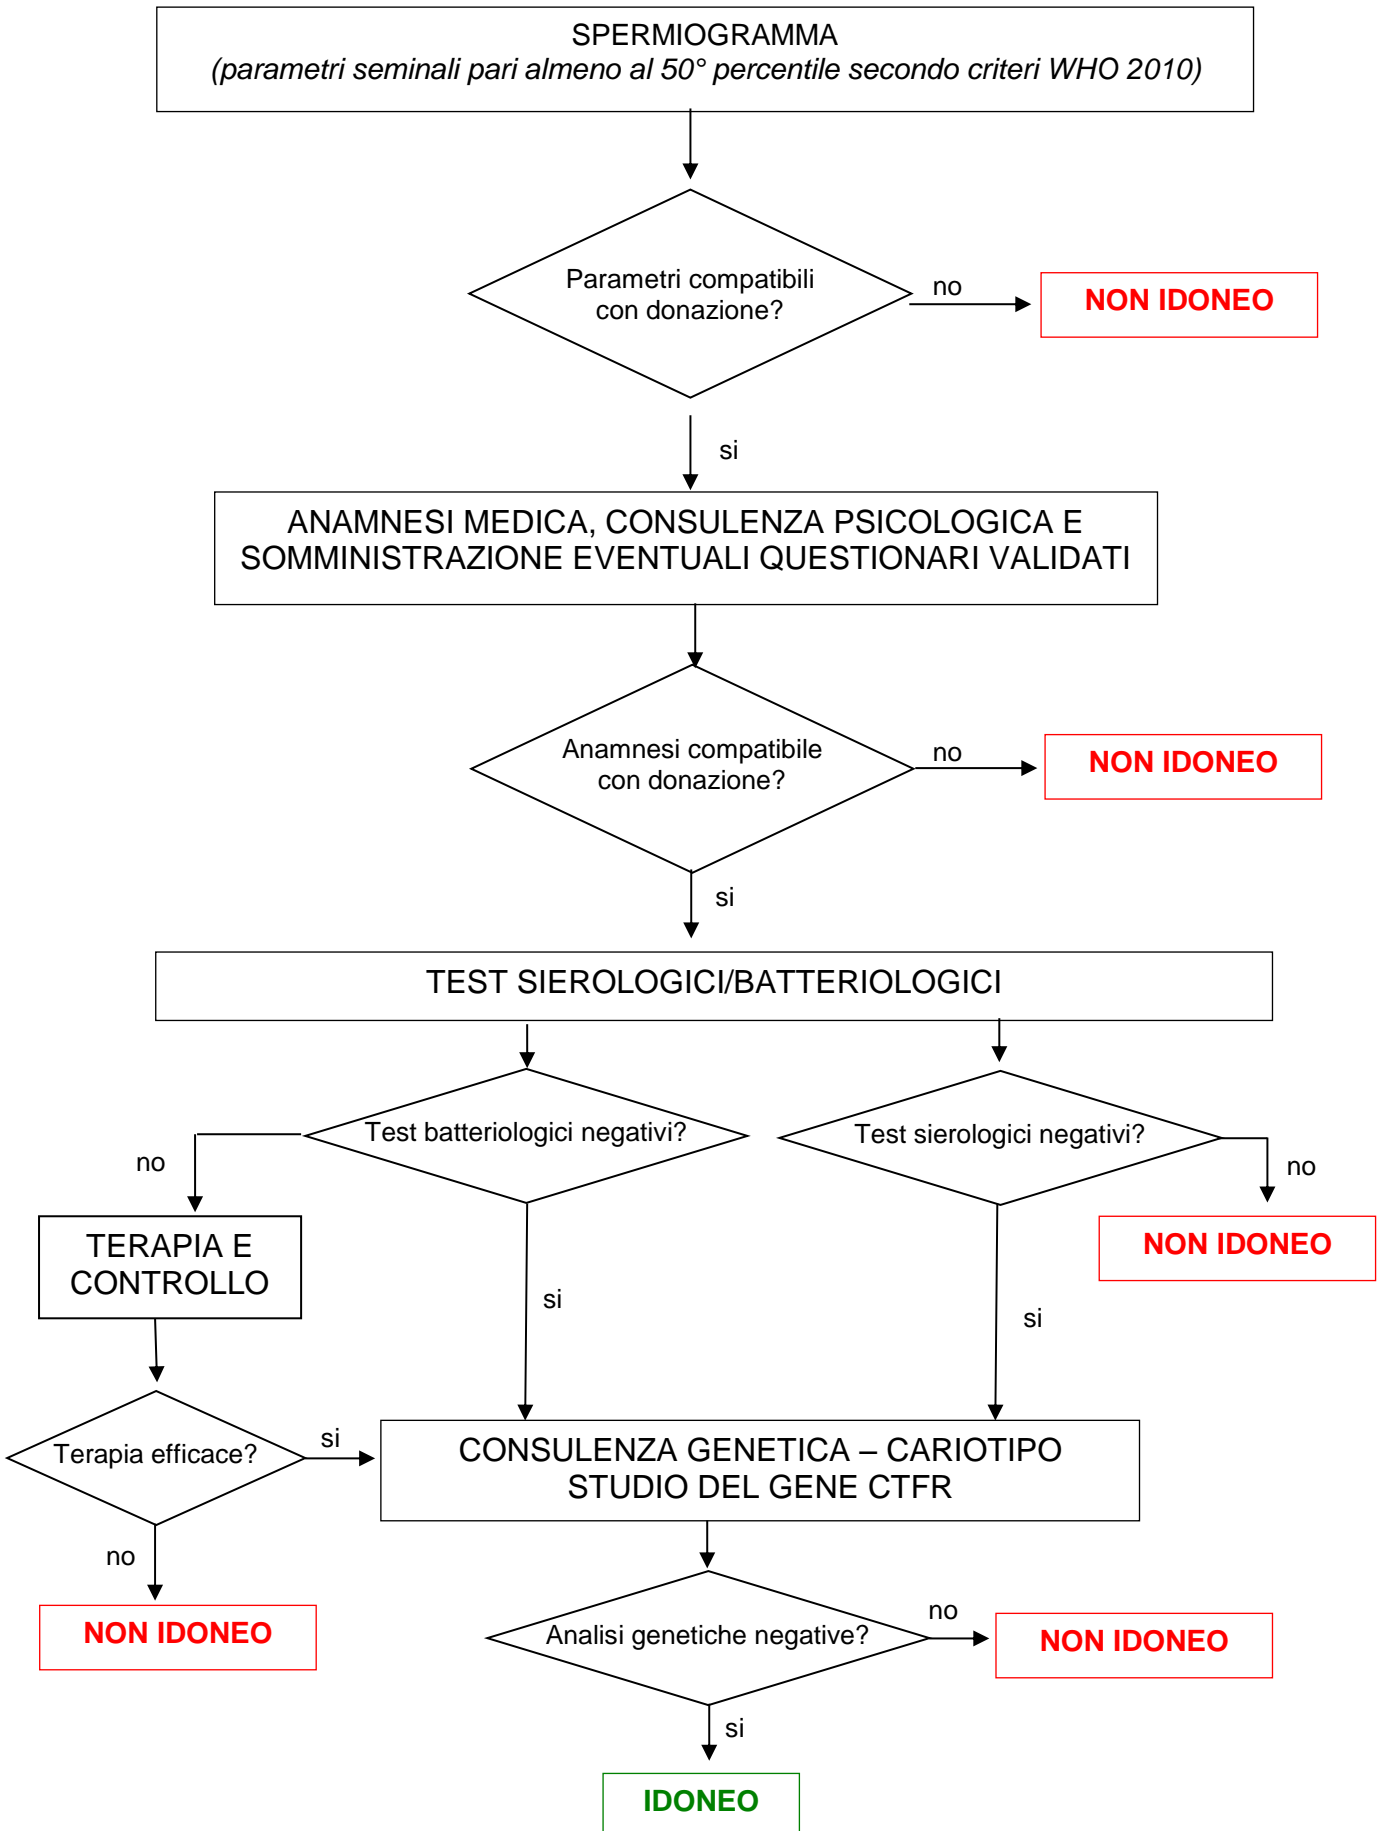 SPERMIOGRAMMA
(parametri seminali pari almeno al 50° percentile secondo criteri WHO 2010)
Parametri compatibili
con donazione?
no
NON IDONEO
si
ANAMNESI MEDICA, CONSULENZA PSICOLOGICA E
SOMMINISTRAZIONE EVENTUALI QUESTIONARI VALIDATI
Anamnesi compatibile
con donazione?
no
NON IDONEO
si
TEST SIEROLOGICI/BATTERIOLOGICI
Test batteriologici negativi?
Test sierologici negativi?
no
no
TERAPIA E
CONTROLLO
NON IDONEO
si
si
Terapia efficace?
si
CONSULENZA GENETICA – CARIOTIPO
STUDIO DEL GENE CTFR
no
NON IDONEO
Analisi genetiche negative?
no
NON IDONEO
si
IDONEO